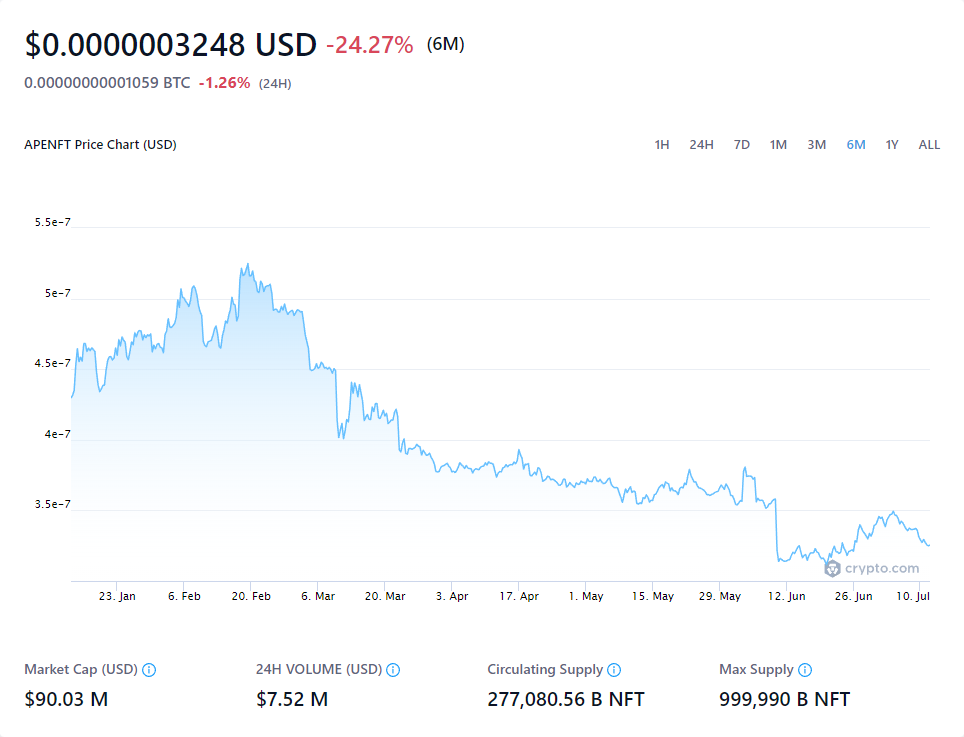 $0.0000003248 USD -24.27% (6M)
0.00000000001059 BTC -1.26% (24H)
APENFT Price Chart (USD) 1H 24H 7D 1M 3M 6M 1Y ALL
5.5e-7
5e-7
4.5e-7
4e-7
3.5e-7
crypto.com
23. Jan 6. Feb 20. Feb 6. Mar 20. Mar 3. Apr 17. Apr 1. May 15. May 29. May 12. Jun 26. Jun 10. Jul
Market Cap (USD) 24H VOLUME (USD) Circulating Supply Max Supply
$90.03 M $7.52 M 277,080.56 B NFT 999,990 B NFT